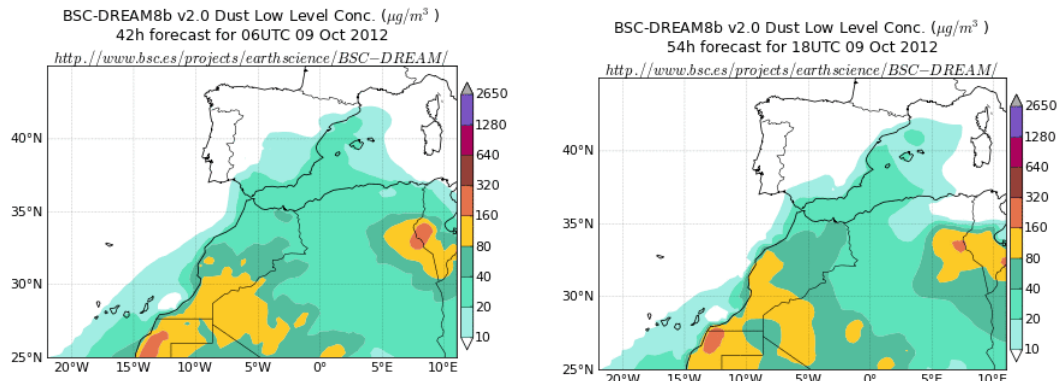 BSC-DREAM8b v2.0 Dust Low Level Conc. (μg/m³ )
42h forecast for 06UTC 09 Oct 2012
http.//www.bsc.es/projects/earthscience/BSC−DREAM/
40°N
35°N
30°N
25°N
20°W
15°W
10°W
5°W
0°
5°E
10°E
2650
1280
640
320
160
80
40
20
10
BSC-DREAM8b v2.0 Dust Low Level Conc. (μg/m³ )
54h forecast for 18UTC 09 Oct 2012
http.//www.bsc.es/projects/earthscience/BSC−DREAM/
40°N
35°N
30°N
25°N
20°W
15°W
10°W
5°W
0°
5°E
10°E
2650
1280
640
320
160
80
40
20
10